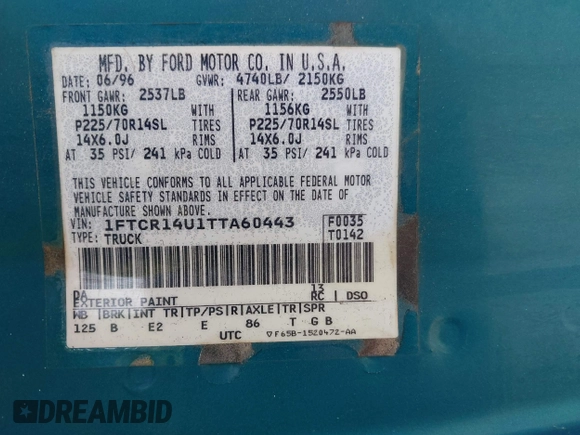 MFD. BY FORD MOTOR CO. IN U.S.A.
DATE: 06/96 GVWR: 4740LB/ 2150KG
FRONT GAWR: 2537LB REAR GAWR: 2550LB
1150KG WITH 1156KG WITH
P225/70R14SL TIRES P225/70R14SL TIRES
14X6.0J RIMS 14X6.0J RIMS
AT 35 PSI/ 241 kPa COLD AT 35 PSI/ 241 kPa COLD
THIS VEHICLE CONFORMS TO ALL APPLICABLE FEDERAL MOTOR
VEHICLE SAFETY STANDARDS IN EFFECT ON THE DATE OF
MANUFACTURE SHOWN ABOVE.
VIN: 1FTCR14U1TTA60443 F0035
TYPE: TRUCK T0142
DA 13
EXTERIOR PAINT RC | DSO
WB |BRK|INT TR|TP/PS|R|AXLE|TR|SPR
125 B E2 E 86 T G B
UTC ▽F65B-1520472-AA
DREAMBID